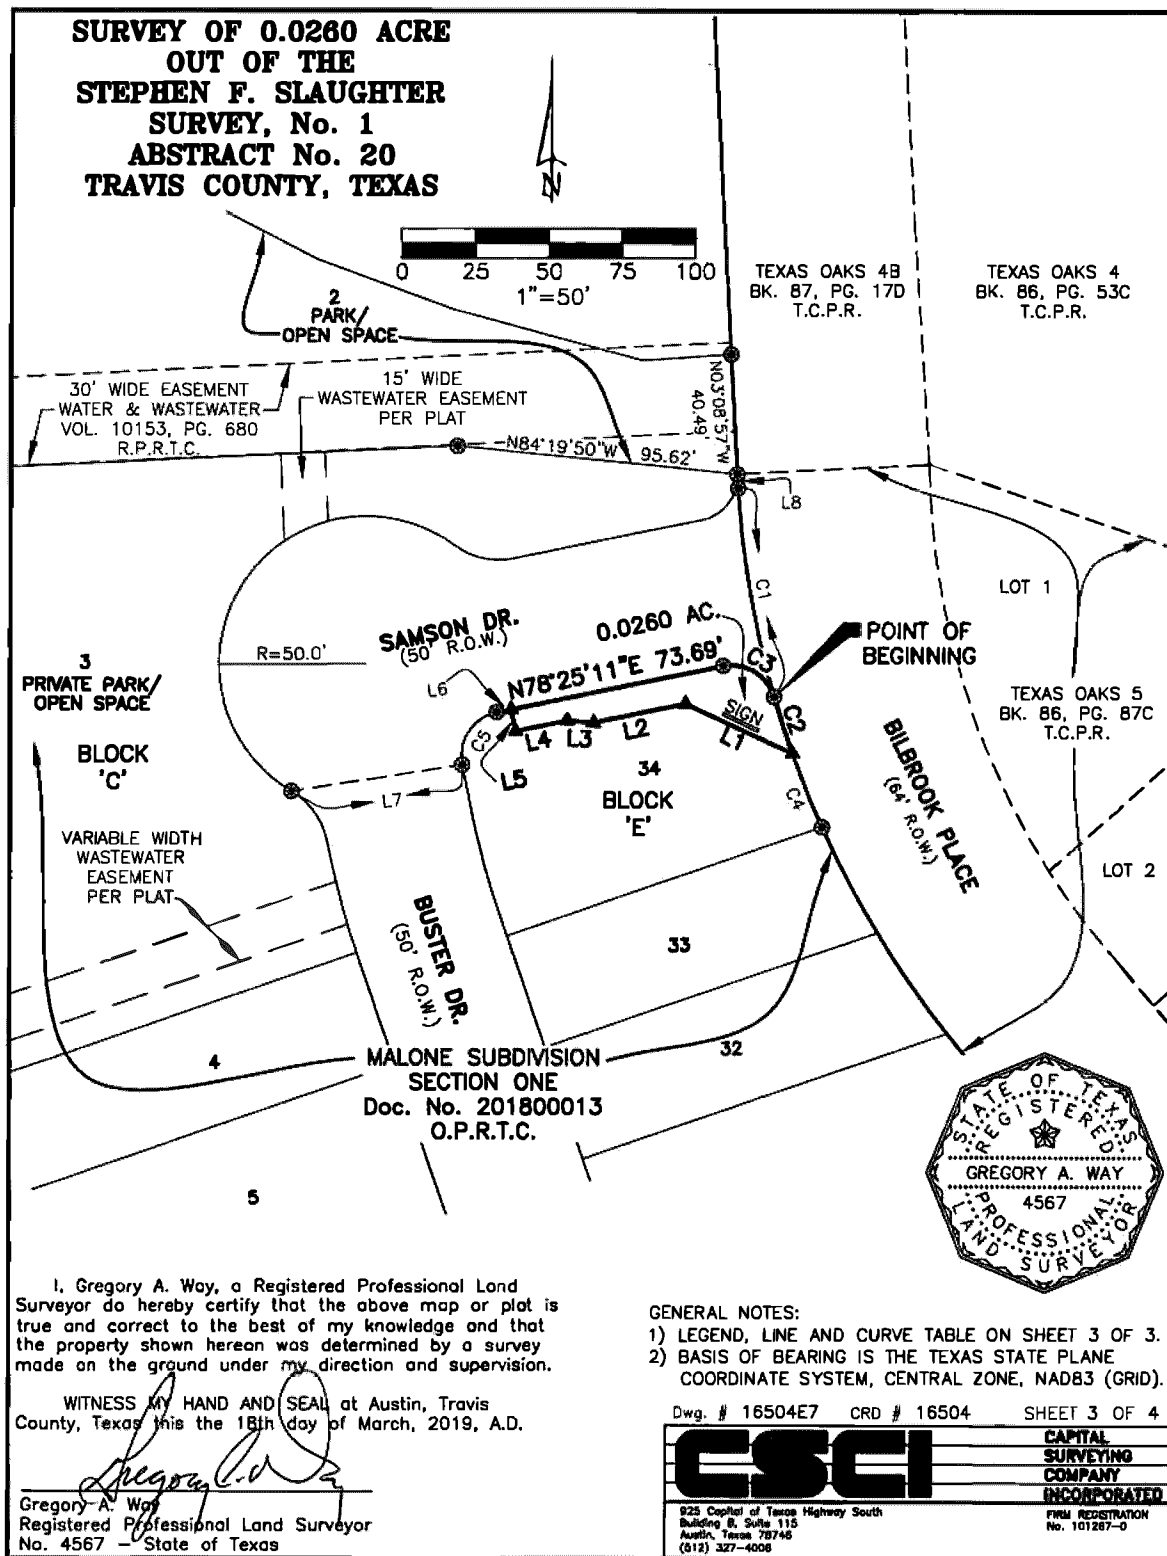 SURVEY OF 0.0260 ACRE
OUT OF THE
STEPHEN F. SLAUGHTER
SURVEY, No. 1
ABSTRACT No. 20
TRAVIS COUNTY, TEXAS
N
0 25 50 75 100
1"=50'
TEXAS OAKS 4B
BK. 87, PG. 17D
T.C.P.R.
TEXAS OAKS 4
BK. 86, PG. 53C
T.C.P.R.
2
PARK/
OPEN SPACE
30' WIDE EASEMENT
WATER & WASTEWATER
VOL. 10153, PG. 680
R.P.R.T.C.
15' WIDE
WASTEWATER EASEMENT
PER PLAT
N03°08'57"W
40.49'
N84°19'50"W 95.62'
L8
C1
LOT 1
SAMSON DR.
(50' R.O.W.)
0.0260 AC.
POINT OF
BEGINNING
R=50.0'
L6
N78°25'11"E 73.69'
C3
3
PRIVATE PARK/
OPEN SPACE
BLOCK
'C'
TEXAS OAKS 5
BK. 86, PG. 87C
T.C.P.R.
SIGN
C2
C5
L4
L3
L2
L1
L5
L7
34
BLOCK
'E'
C4
BILBROOK PLACE
(64' R.O.W.)
VARIABLE WIDTH
WASTEWATER
EASEMENT
PER PLAT
LOT 2
BUSTER DR.
(50' R.O.W.)
33
4
MALONE SUBDIVISION
SECTION ONE
Doc. No. 201800013
O.P.R.T.C.
32
5
STATE OF TEXAS
REGISTERED
GREGORY A. WAY
4567
PROFESSIONAL
LAND SURVEYOR
I, Gregory A. Way, a Registered Professional Land
Surveyor do hereby certify that the above map or plat is
true and correct to the best of my knowledge and that
the property shown hereon was determined by a survey
made on the ground under my direction and supervision.
WITNESS MY HAND AND SEAL at Austin, Travis
County, Texas this the 18th day of March, 2019, A.D.
Gregory A. Way
Registered Professional Land Surveyor
No. 4567 – State of Texas
GENERAL NOTES:
1) LEGEND, LINE AND CURVE TABLE ON SHEET 3 OF 3.
2) BASIS OF BEARING IS THE TEXAS STATE PLANE
COORDINATE SYSTEM, CENTRAL ZONE, NAD83 (GRID).
Dwg. # 16504E7 CRD # 16504 SHEET 3 OF 4
CSCI
CAPITAL
SURVEYING
COMPANY
INCORPORATED
925 Capital of Texas Highway South
Building B, Suite 115
Austin, Texas 78746
(512) 327-4006
FIRM REGISTRATION
No. 101267-0